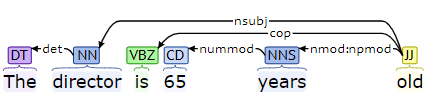 nsubj
cop
det nummod nmod:npmod
DT NN VBZ CD NNS JJ
The director is 65 years old